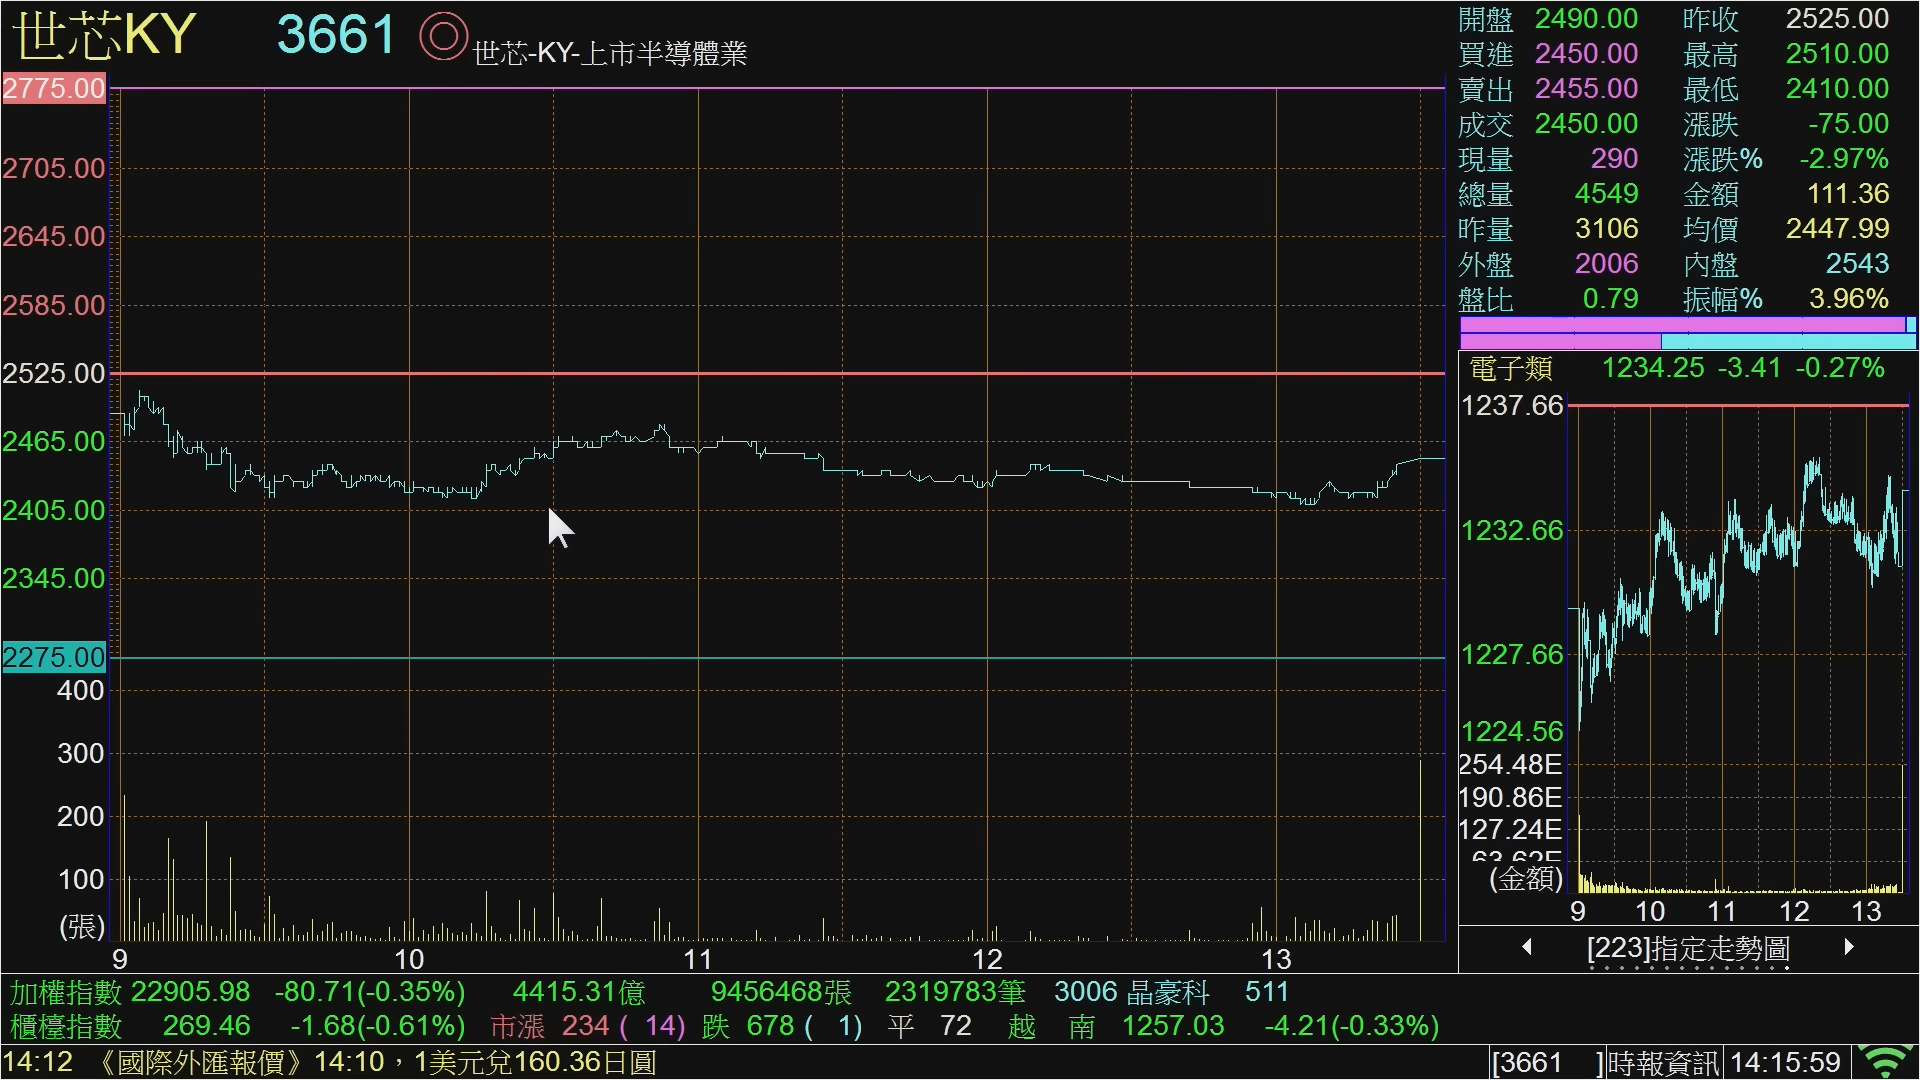 世芯KY 3661 世芯-KY-上市半導體業
2775.00
2705.00
2645.00
2585.00
2525.00
2465.00
2405.00
2345.00
2275.00
400
300
200
100
(張)
9 10 11 12 13
開盤 2490.00 昨收 2525.00
買進 2450.00 最高 2510.00
賣出 2455.00 最低 2410.00
成交 2450.00 漲跌 -75.00
現量 290 漲跌% -2.97%
總量 4549 金額 111.36
昨量 3106 均價 2447.99
外盤 2006 內盤 2543
盤比 0.79 振幅% 3.96%
電子類 1234.25 -3.41 -0.27%
1237.66
1232.66
1227.66
1224.56
254.48E
190.86E
127.24E
63.62E
(金額)
9 10 11 12 13
[223]指定走勢圖
加權指數 22905.98 -80.71(-0.35%) 4415.31億 9456468張 2319783筆 3006 晶豪科 511
櫃檯指數 269.46 -1.68(-0.61%) 市漲 234 ( 14) 跌 678 ( 1) 平 72 越 南 1257.03 -4.21(-0.33%)
14:12 《國際外匯報價》14:10，1美元兌160.36日圓 [3661 ]時報資訊 14:15:59